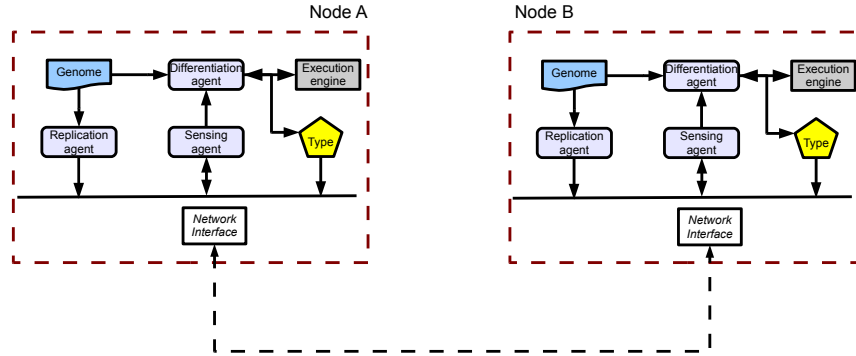 Node A
Node B
Genome
Differentiation
agent
Execution
engine
Replication
agent
Sensing
agent
Type
Network
Interface
Genome
Differentiation
agent
Execution
engine
Replication
agent
Sensing
agent
Type
Network
Interface